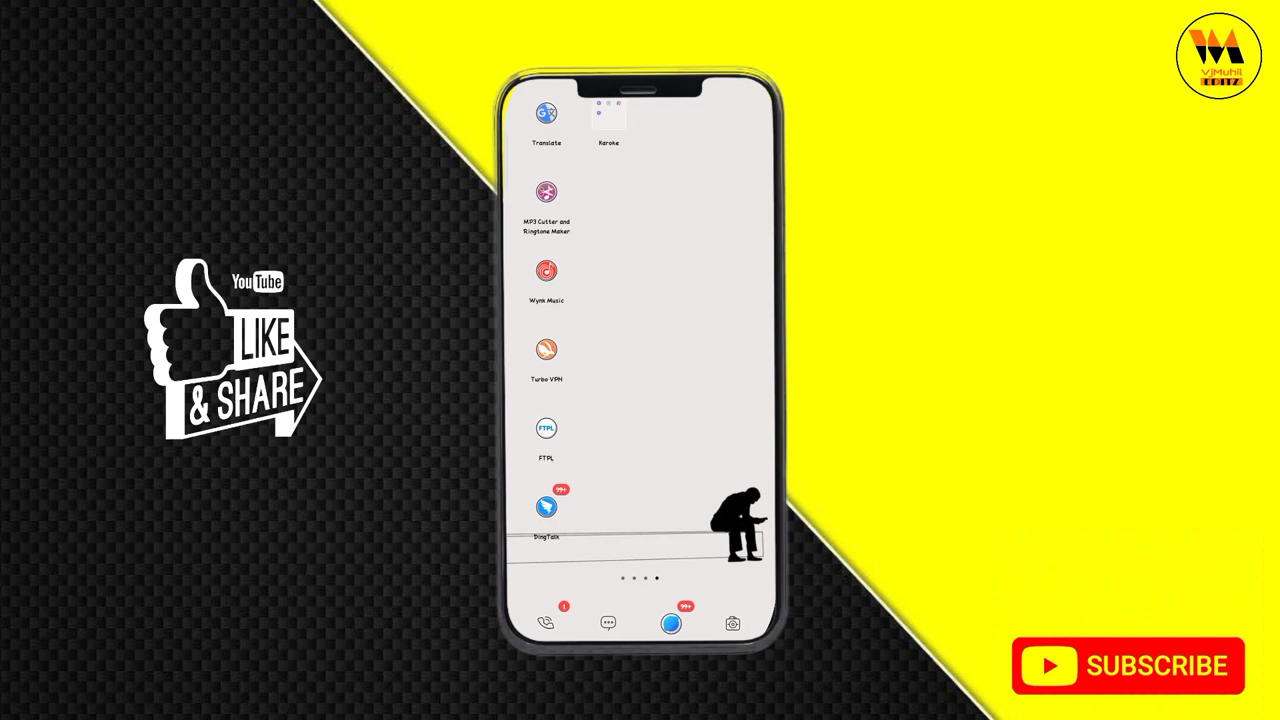 VjMuhil
EDITZ
Translate
Karoke
MP3 Cutter and
Ringtone Maker
Wynk Music
Turbo VPN
FTPL
FTPL
99+
DingTalk
1
99+
YouTube
LIKE
& SHARE
SUBSCRIBE